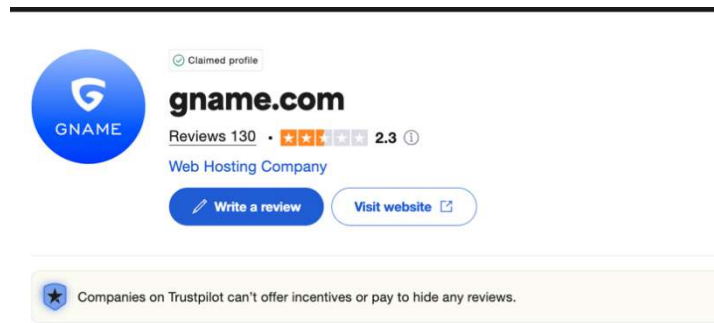 Claimed profile
GNAME
gname.com
Reviews 130 • 2.3
Web Hosting Company
Write a review
Visit website
Companies on Trustpilot can't offer incentives or pay to hide any reviews.